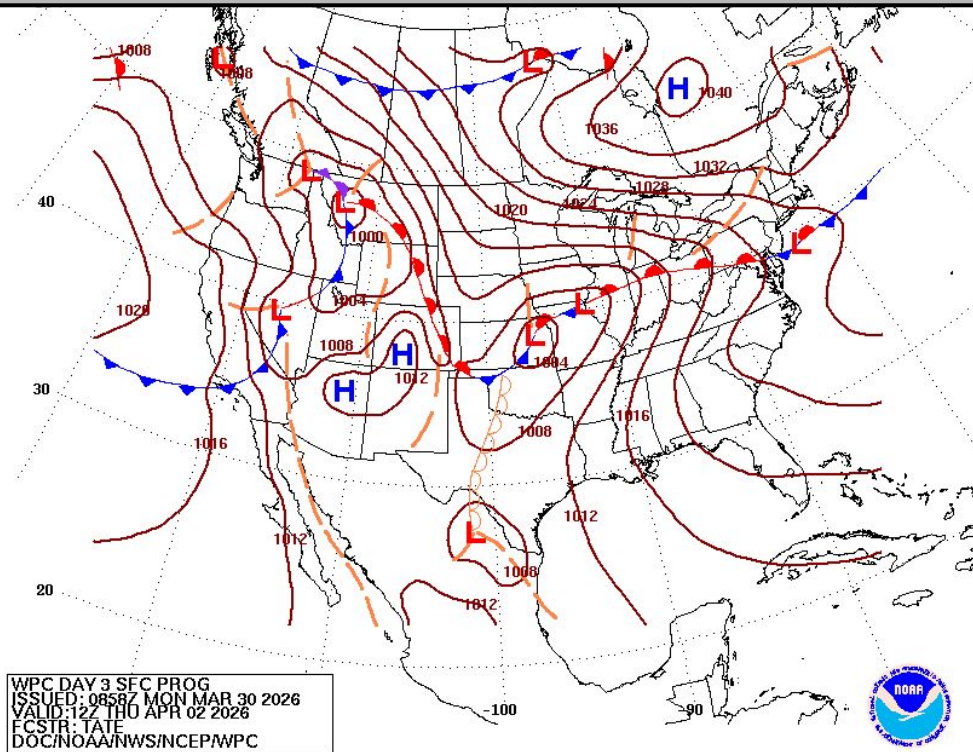 1008
L
1008
L
H
1040
1036
1032
L
1028
40
L
1020
1024
1000
L
1020
1004
L
L
L
1008
H
1004
1012
H
30
1016
1008
1016
1012
1012
L
1008
20
1012
-100
-90
NOAA
WPC DAY 3 SFC PROG
ISSUED: 0858Z MON MAR 30 2026
VALID: 12Z THU APR 02 2026
FCSTR: TATE
DOC/NOAA/NWS/NCEP/WPC